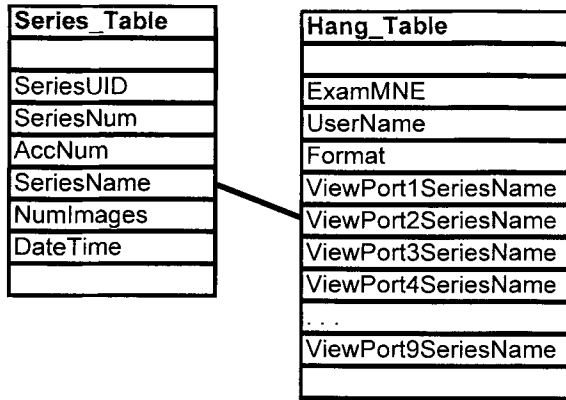 Series_Table
SeriesUID
SeriesNum
AccNum
SeriesName
NumImages
DateTime
Hang_Table
ExamMNE
UserName
Format
ViewPort1SeriesName
ViewPort2SeriesName
ViewPort3SeriesName
ViewPort4SeriesName
. . .
ViewPort9SeriesName